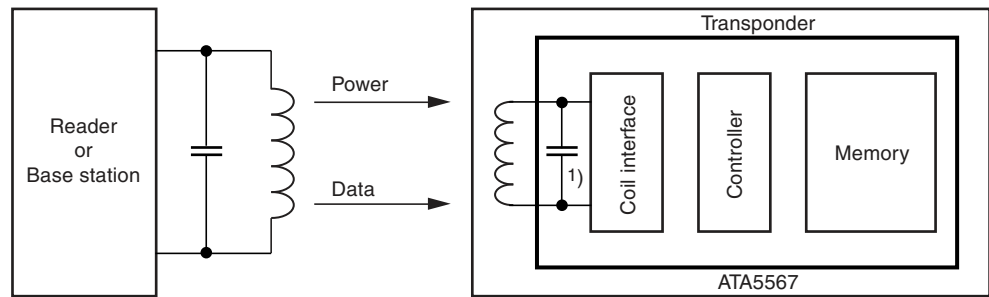 Reader
or
Base station
Power
Data
Transponder
1)
Coil interface
Controller
Memory
ATA5567